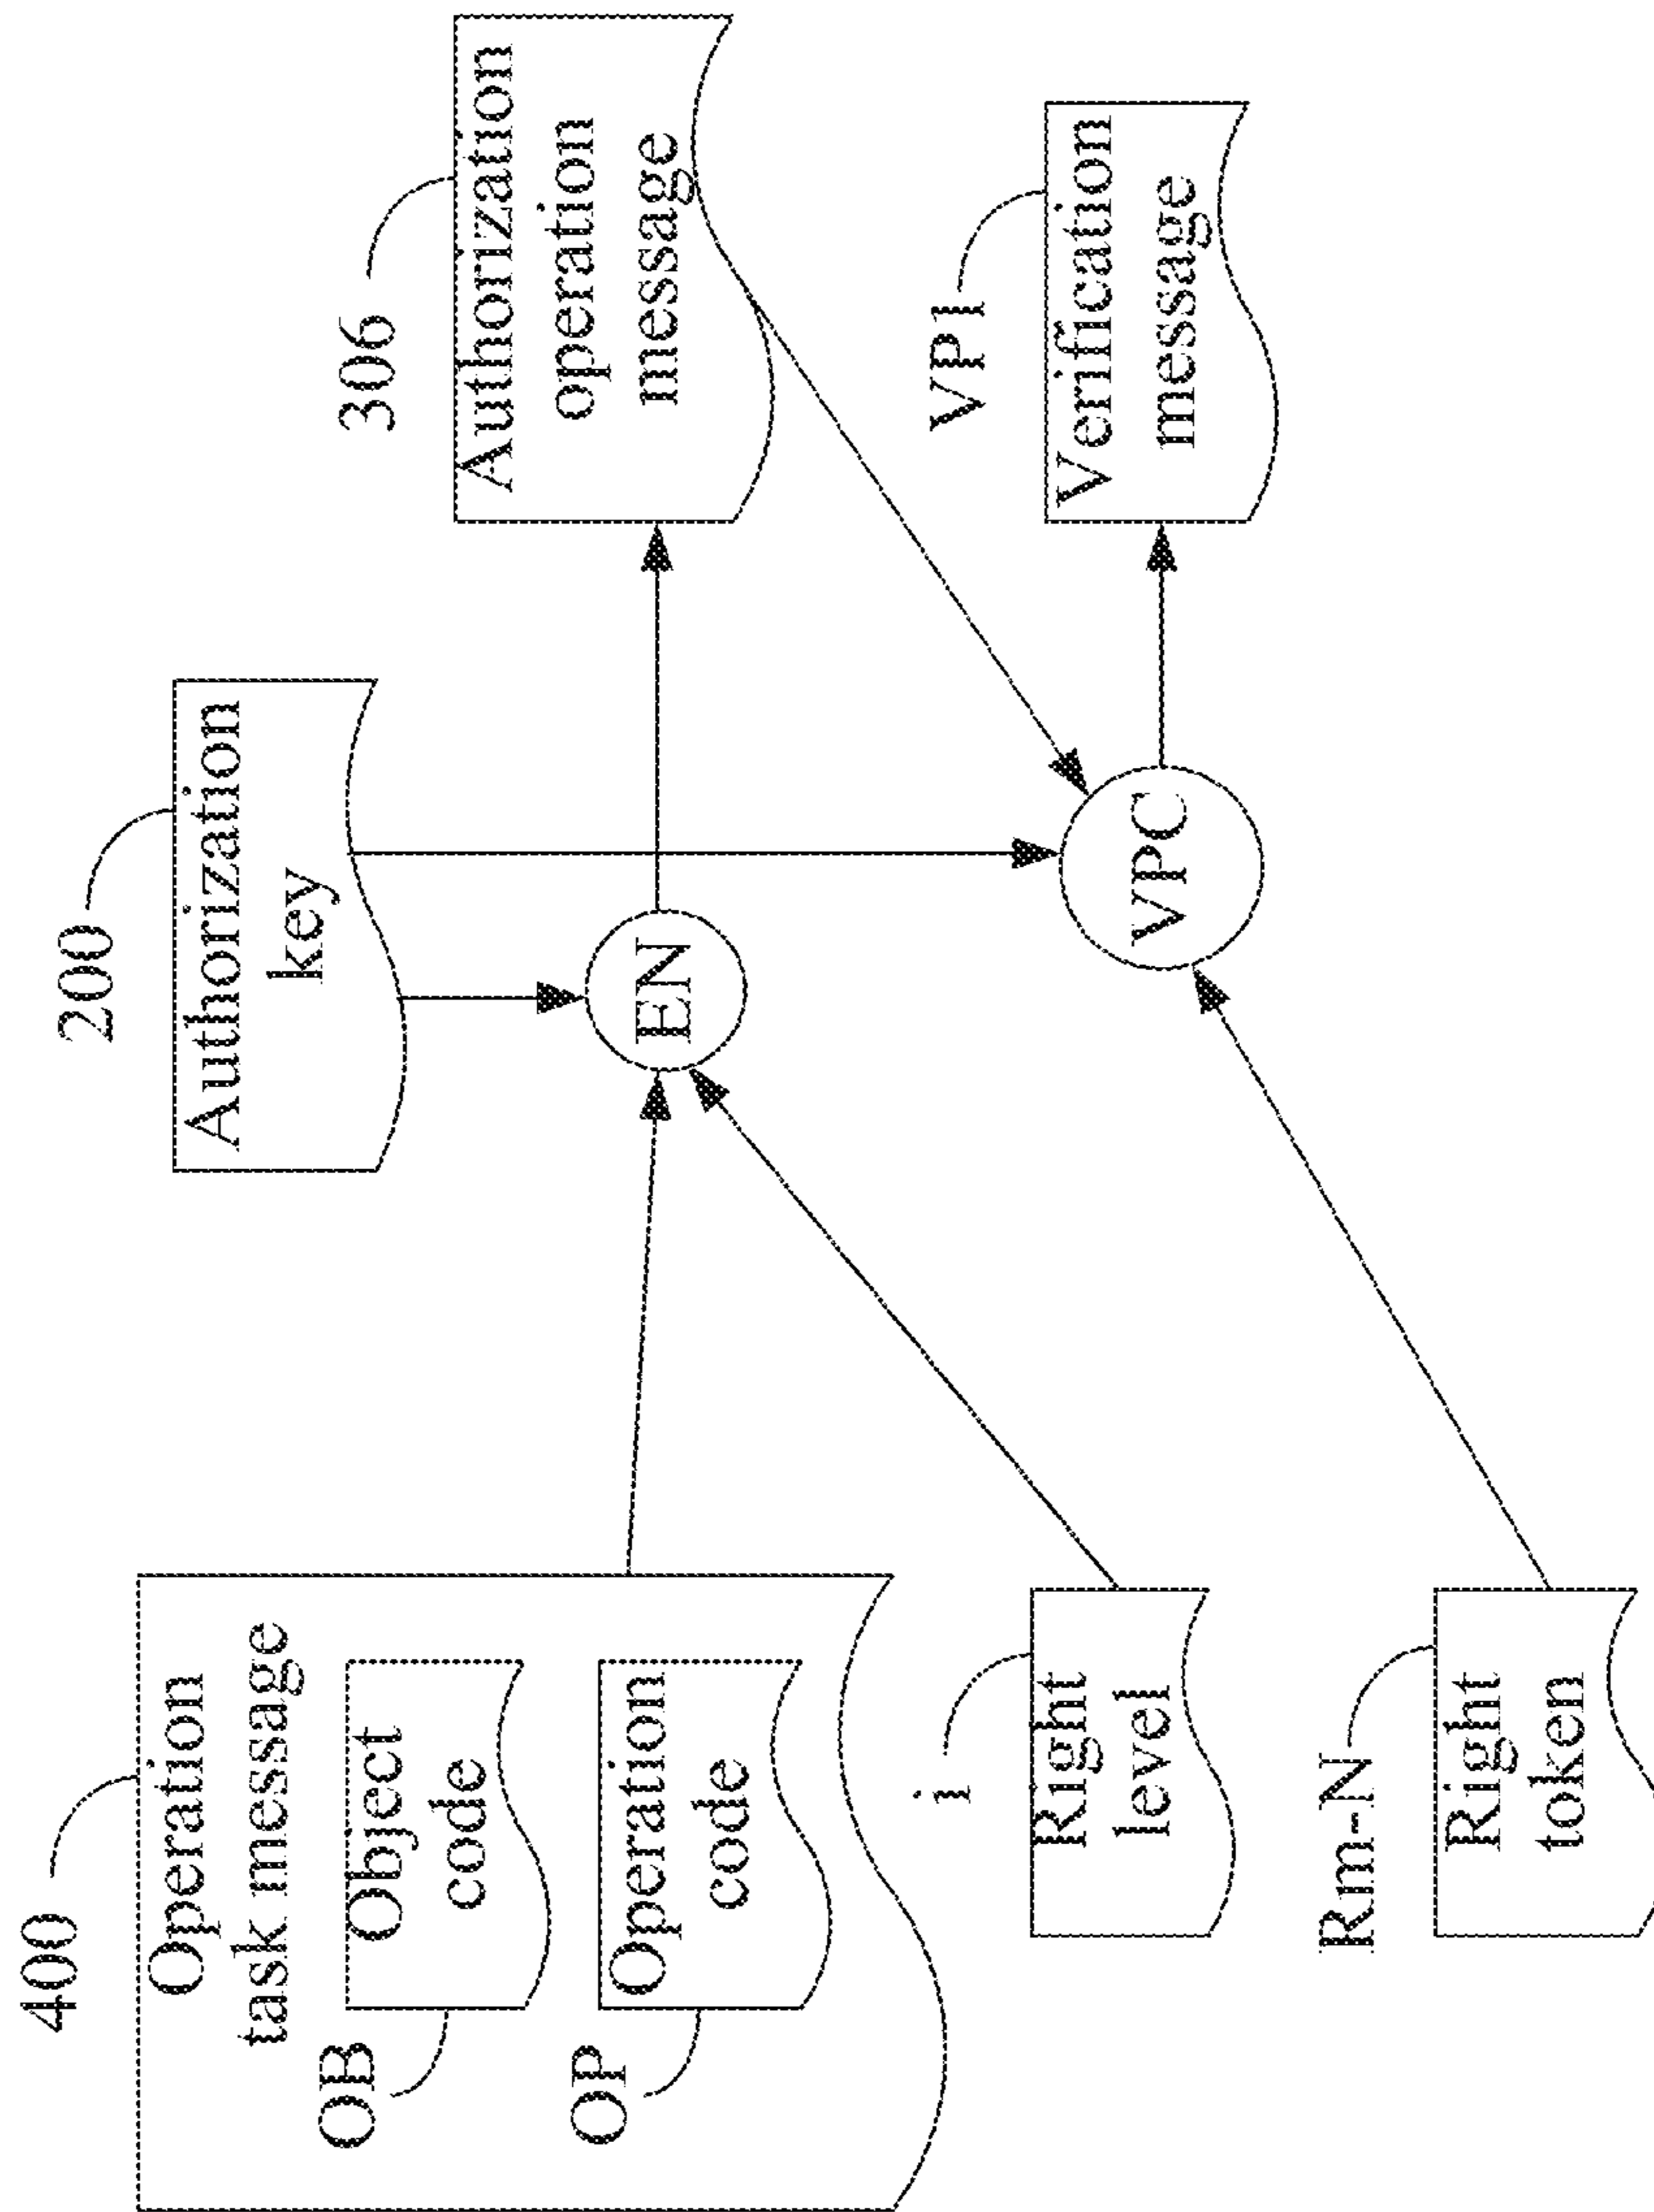 400
Operation
task message
OB
Object
code
OP
Operation
code
i
Right
level
Rm-N
Right
token
200
Authorization
key
EN
VPC
306
Authorization
operation
message
VP1
Verification
message